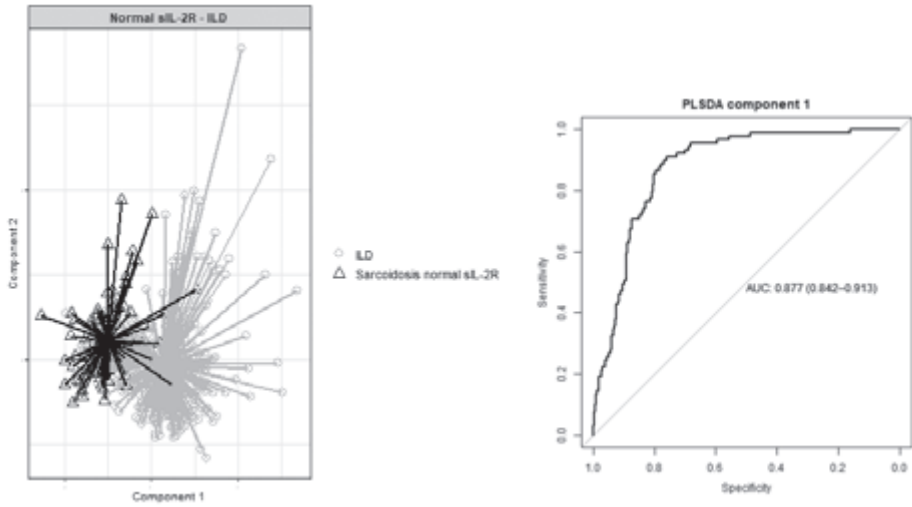 Normal sIL-2R - ILD
Component 2
Component 1
ILD
Sarcoidosis normal sIL-2R
PLSDA component 1
Sensitivity
1.0
0.8
0.6
0.4
0.2
0.0
AUC: 0.877 (0.842–0.913)
1.0 0.8 0.6 0.4 0.2 0.0
Specificity